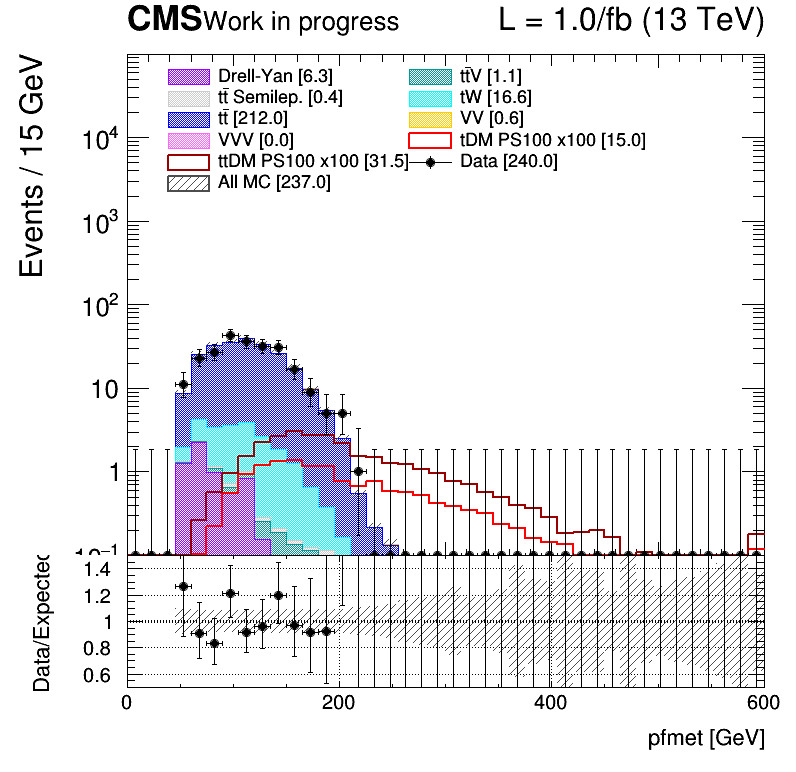 CMS Work in progress L = 1.0/fb (13 TeV)
Events / 15 GeV
Drell-Yan [6.3] tt̄V [1.1]
tt̄ Semilep. [0.4] tW [16.6]
tt̄ [212.0] VV [0.6]
VVV [0.0] tDM PS100 x100 [15.0]
ttDM PS100 x100 [31.5] Data [240.0]
All MC [237.0]
10⁴
10³
10²
10
1
10⁻¹
Data/Expected
1.4
1.2
1
0.8
0.6
0 200 400 600
pfmet [GeV]